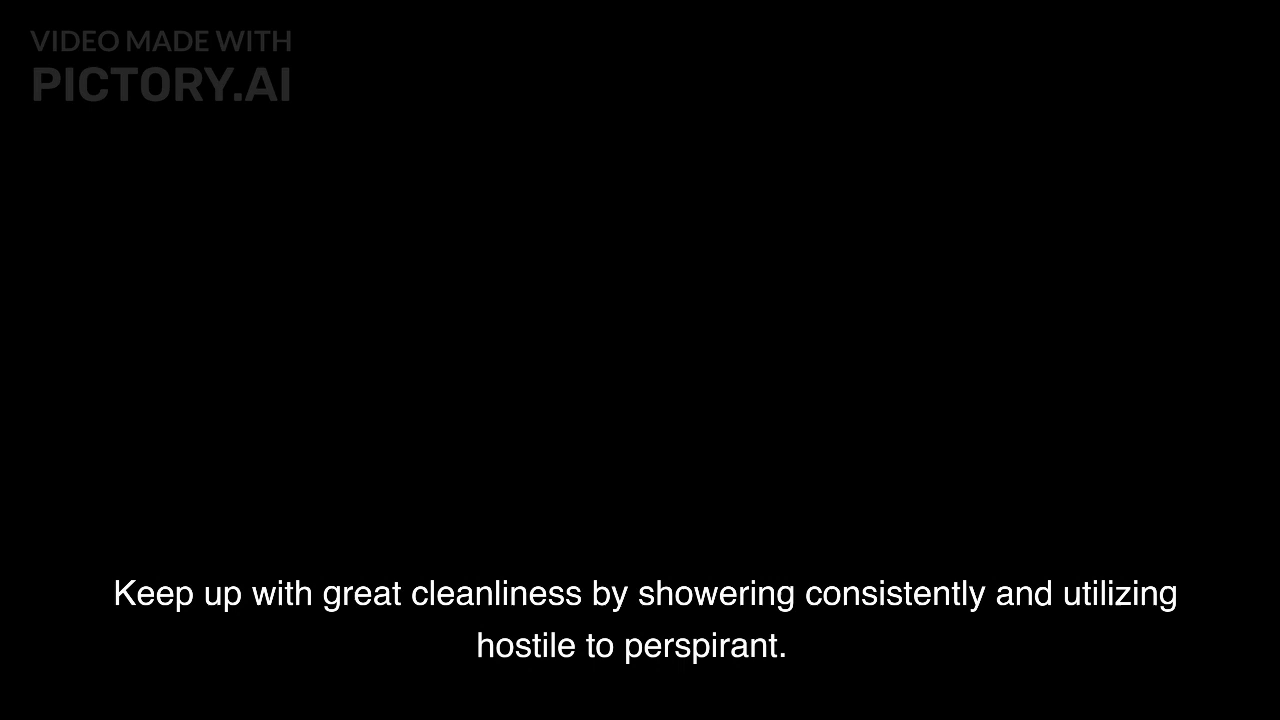 VIDEO MADE WITH
PICTORY.AI
Keep up with great cleanliness by showering consistently and utilizing
hostile to perspirant.